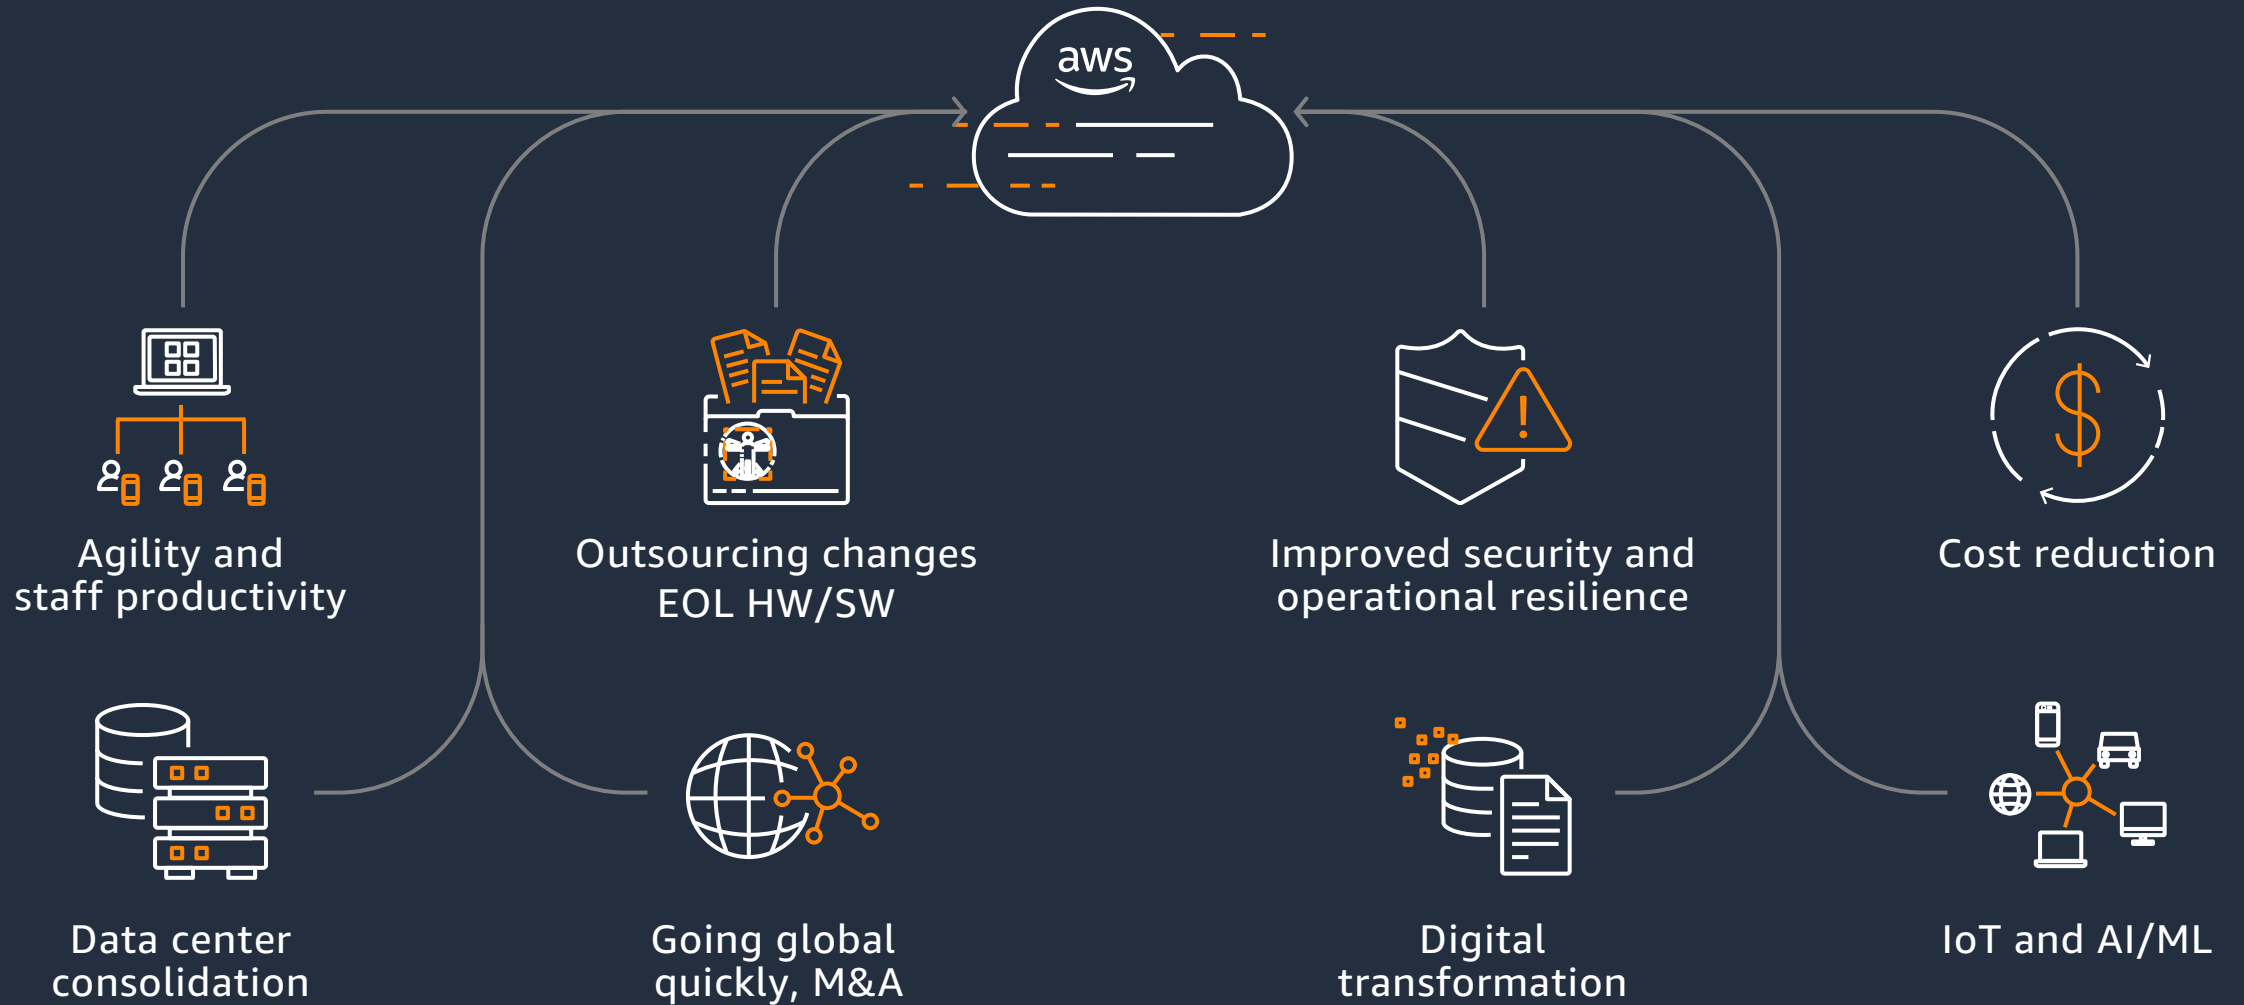 aws
Agility and
staff productivity
Outsourcing changes
EOL HW/SW
Improved security and
operational resilience
Cost reduction
Data center
consolidation
Going global
quickly, M&A
Digital
transformation
IoT and AI/ML